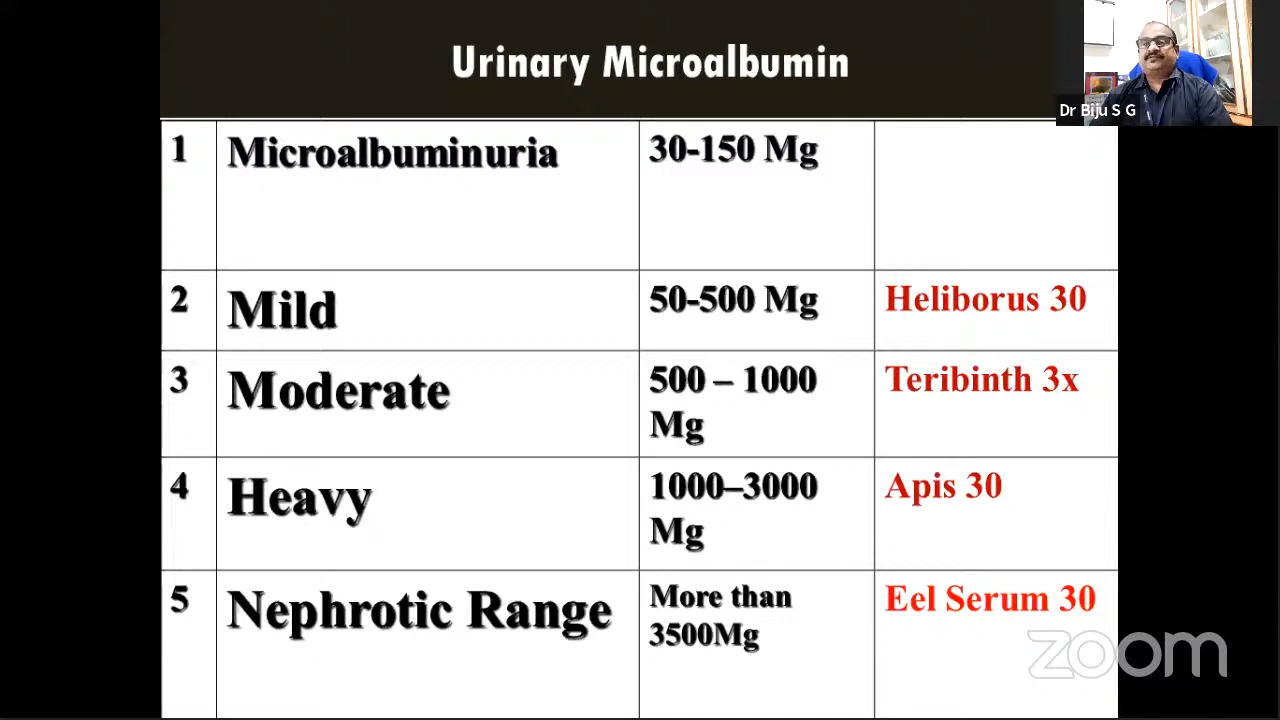 Urinary Microalbumin
Dr Biju S G
1 Microalbuminuria 30-150 Mg
2 Mild 50-500 Mg Heliborus 30
3 Moderate 500 – 1000 Teribinth 3x
Mg
4 Heavy 1000–3000 Apis 30
Mg
5 Nephrotic Range More than Eel Serum 30
3500Mg
zoom